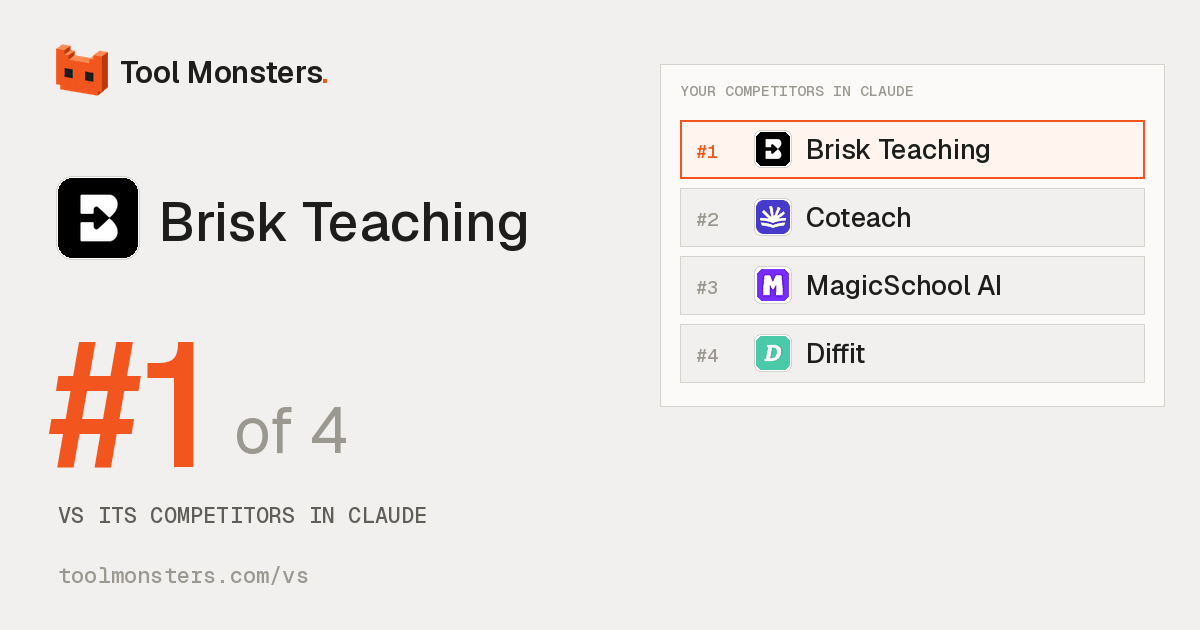 Tool Monsters.
Brisk Teaching
#1 of 4
VS ITS COMPETITORS IN CLAUDE
toolmonsters.com/vs
YOUR COMPETITORS IN CLAUDE
#1 Brisk Teaching
#2 Coteach
#3 MagicSchool AI
#4 Diffit